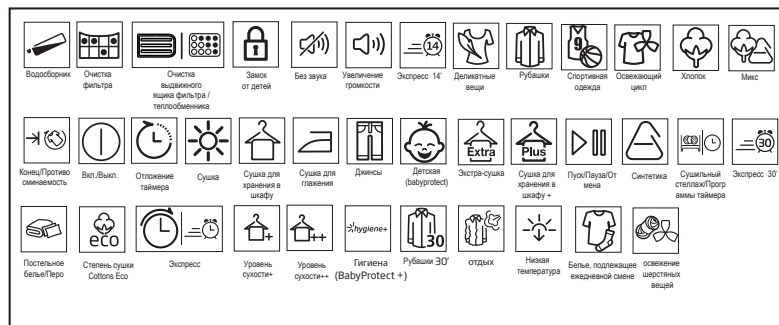 14
9
Водосборник
Очистка
фильтра
Очистка
выдвижного
ящика фильтра /
теплообменника
Замок
от детей
Без звука
Увеличение
громкости
Экспресс 14'
Деликатные
вещи
Рубашки
Спортивная
одежда
Освежающий
цикл
Хлопок
Микс
Extra
Plus
30
Конец/Противо
сминаемость
Вкл./Выкл.
Отложение
таймера
Сушка
Сушка для
хранения в
шкафу
Сушка для
глажения
Джинсы
Детская
(babyprotect)
Экстра-сушка
Сушка для
хранения в
шкафу +
Пуск/Пауза/От
мена
Синтетика
Сушильный
стеллаж/Прогр
аммы таймера
Экспресс 30'
eco
+
++
hygiene+
30
Постельное
белье/Перо
Степень сушки
Cottons Eco
Экспресс
Уровень
сухости+
Уровень
сухости++
Гигиена
(BabyProtect +)
Рубашки 30'
отдых
Низкая
температура
Белье, подлежащее
ежедневной смене
освежение
шерстяных
вещей